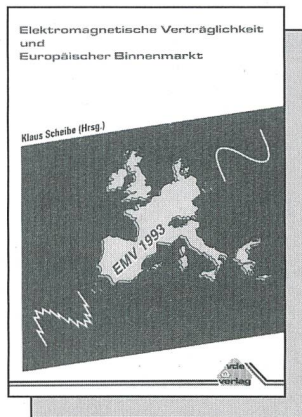 Elektromagnetische Verträglichkeit
und
Europäischer Binnenmarkt
Klaus Scheibe (Hrsg.)
EMV 1993
vde
verlag